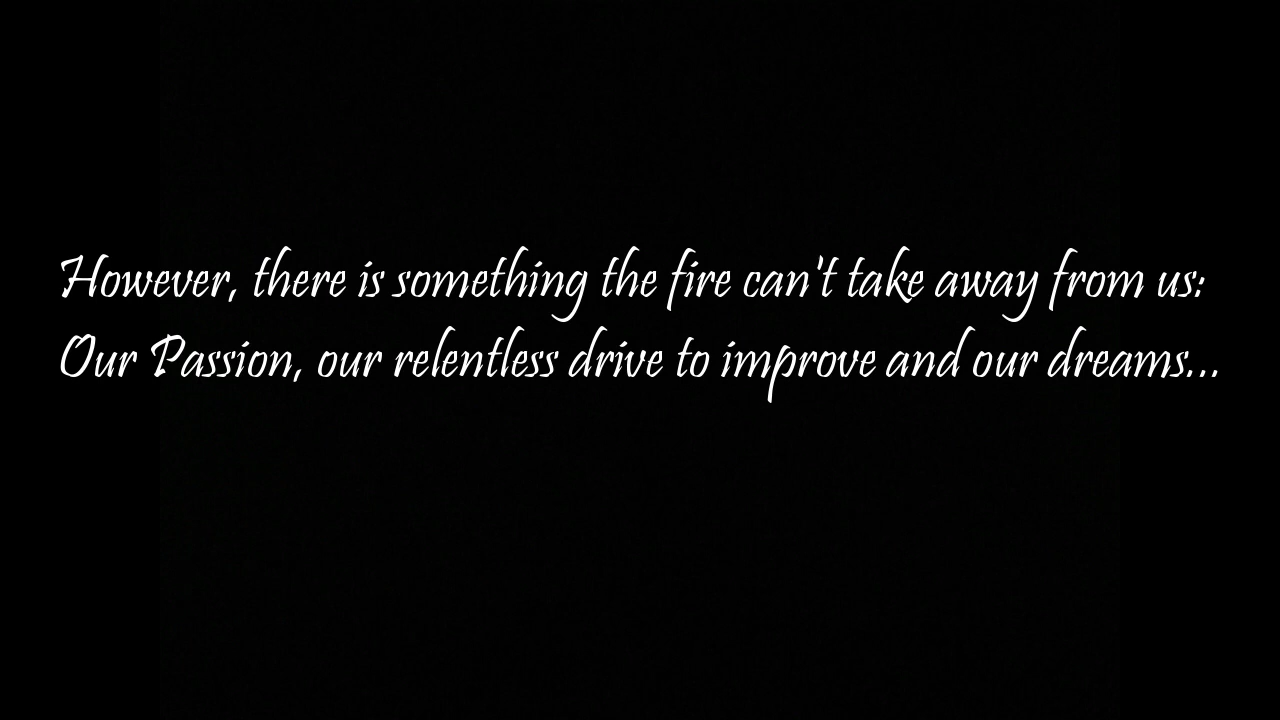 However, there is something the fire can't take away from us:
Our Passion, our relentless drive to improve and our dreams...